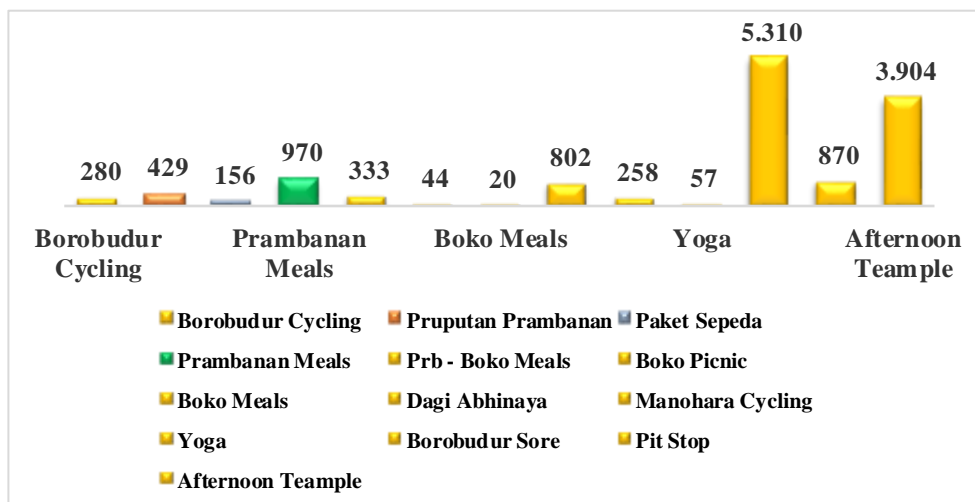 5.310
3.904
280
429
156
970
333
44
20
802
258
57
870
Borobudur
Cycling
Prambanan
Meals
Boko Meals
Yoga
Afternoon
Teample
Borobudur Cycling
Pruputan Prambanan
Paket Sepeda
Prambanan Meals
Prb - Boko Meals
Boko Picnic
Boko Meals
Dagi Abhinaya
Manohara Cycling
Yoga
Borobudur Sore
Pit Stop
Afternoon Teample